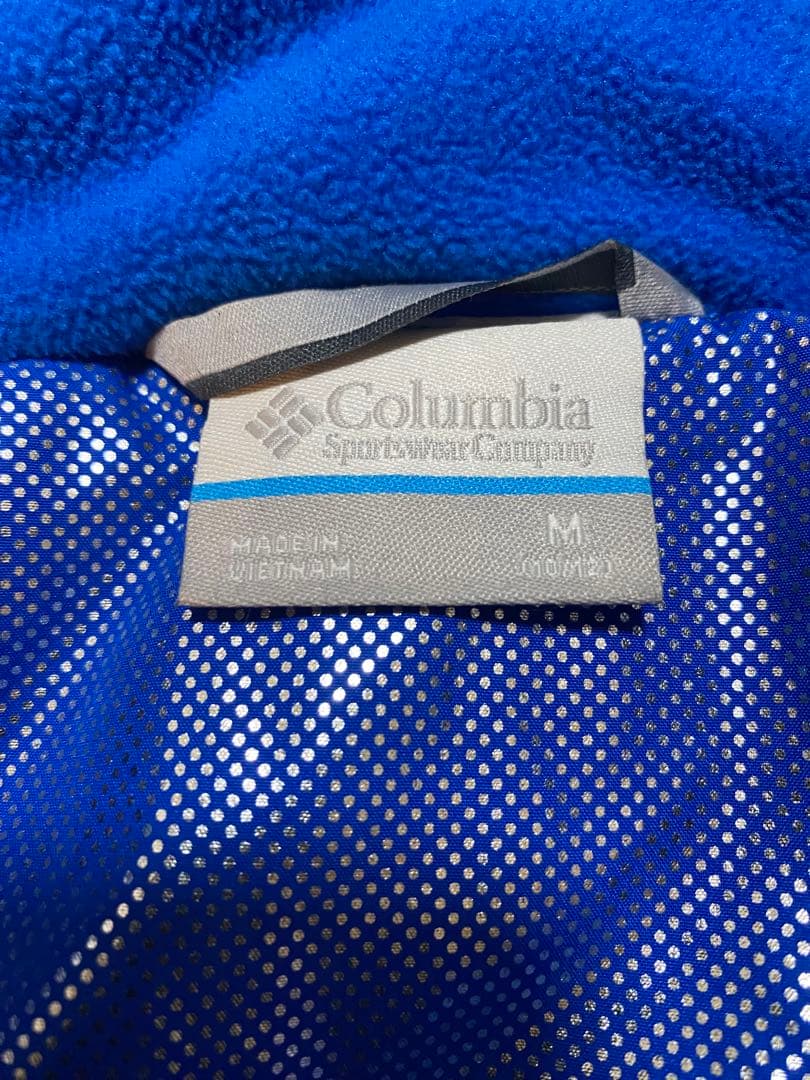 Columbia
Sportswear Company
MADE IN
VIETNAM
M
(10/12)